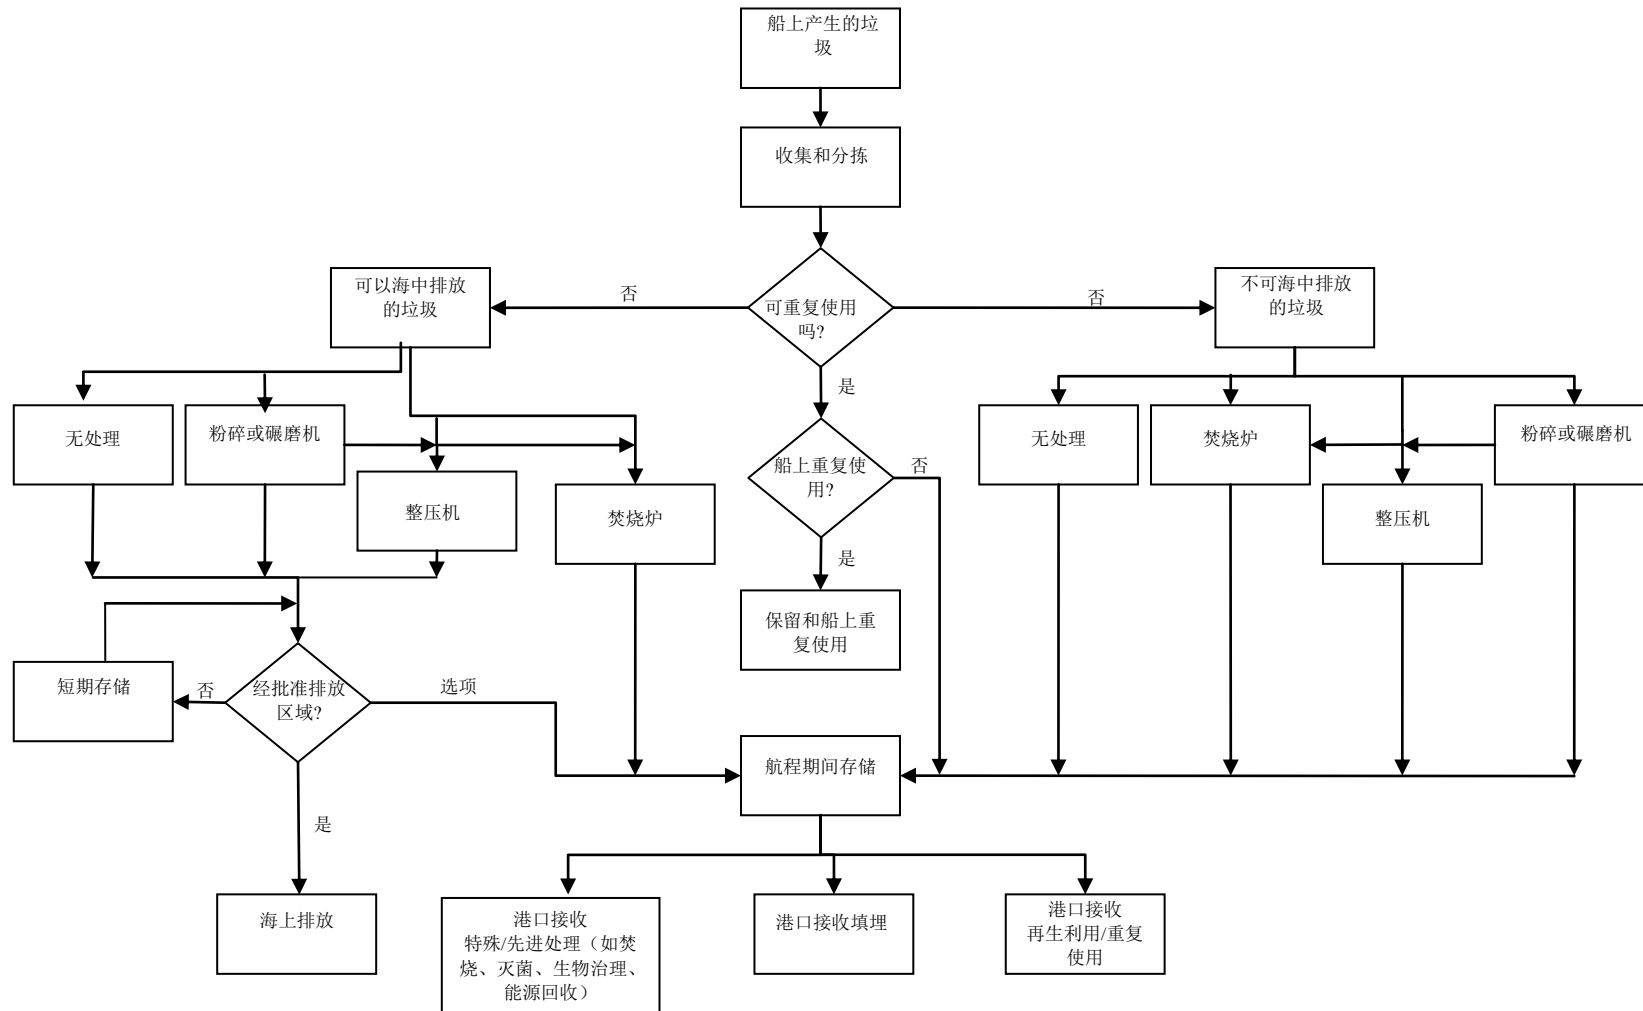 船上产生的垃
圾
收集和分拣
可以海中排放
的垃圾
否
可重复使用
吗?
否
不可海中排放
的垃圾
是
无处理
粉碎或碾磨机
整压机
焚烧炉
船上重复使
用?
否
是
保留和船上重
复使用
无处理
焚烧炉
整压机
粉碎或碾磨机
短期存储
否
经批准排放
区域?
选项
是
航程期间存储
海上排放
港口接收
特殊/先进处理（如焚
烧、灭菌、生物治理、
能源回收）
港口接收填埋
港口接收
再生利用/重复
使用